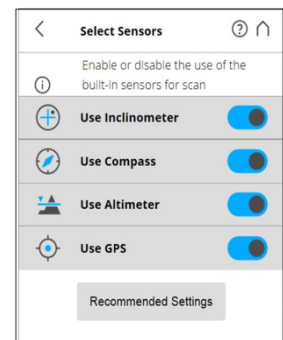 Select Sensors
Enable or disable the use of the
built-in sensors for scan
Use Inclinometer
Use Compass
Use Altimeter
Use GPS
Recommended Settings